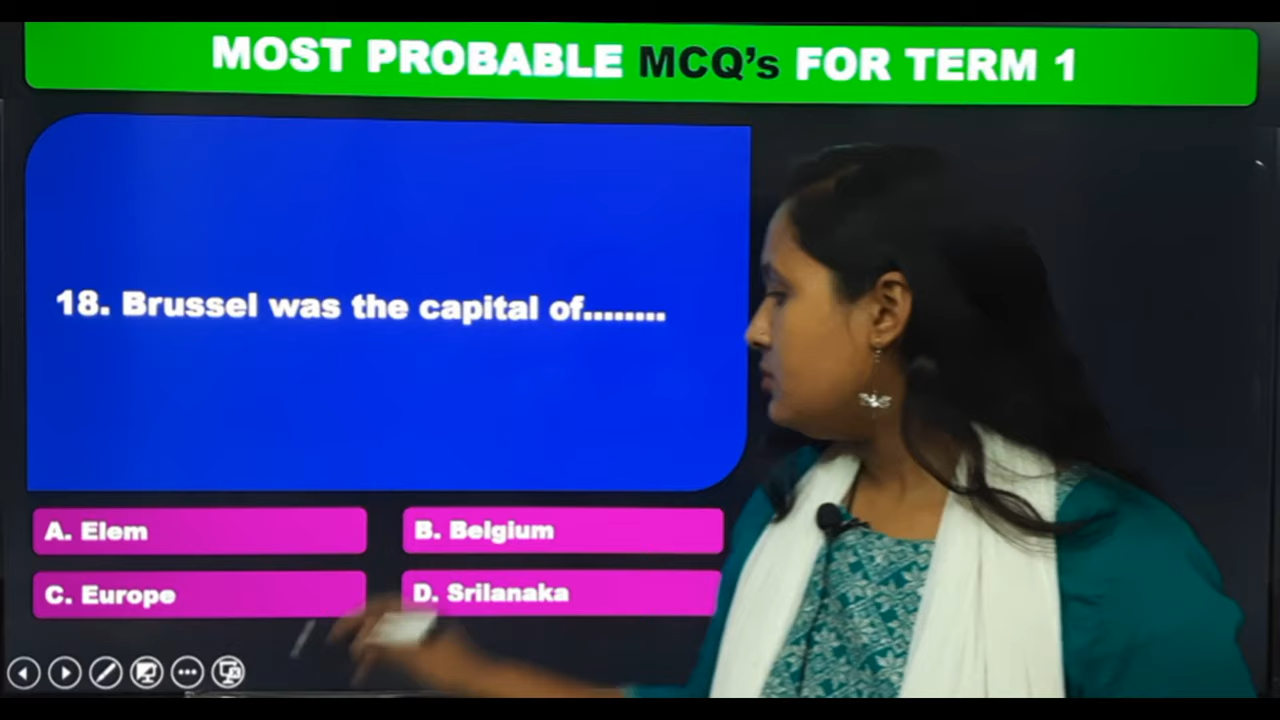 MOST PROBABLE MCQ's FOR TERM 1
18. Brussel was the capital of........
A. Elem
B. Belgium
C. Europe
D. Srilanaka